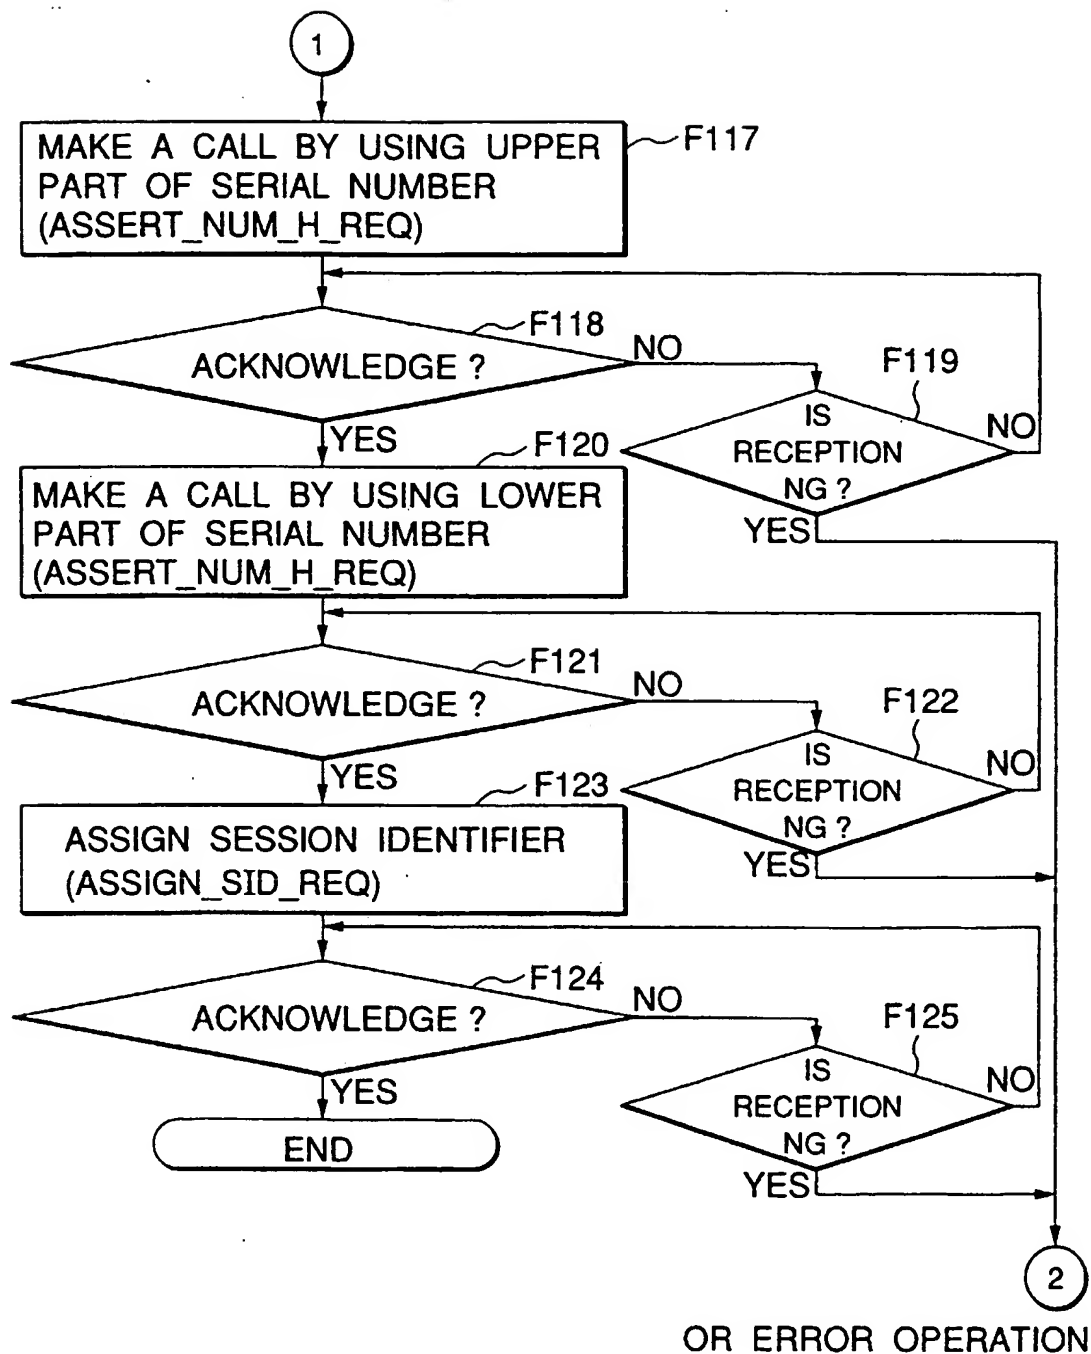 1
MAKE A CALL BY USING UPPER
PART OF SERIAL NUMBER
(ASSERT_NUM_H_REQ)
F117
F118
ACKNOWLEDGE ?
NO
YES
F119
IS
RECEPTION
NG ?
NO
YES
F120
MAKE A CALL BY USING LOWER
PART OF SERIAL NUMBER
(ASSERT_NUM_H_REQ)
F121
ACKNOWLEDGE ?
NO
YES
F122
IS
RECEPTION
NG ?
NO
YES
F123
ASSIGN SESSION IDENTIFIER
(ASSIGN_SID_REQ)
F124
ACKNOWLEDGE ?
NO
YES
F125
IS
RECEPTION
NG ?
NO
YES
END
2
OR ERROR OPERATION